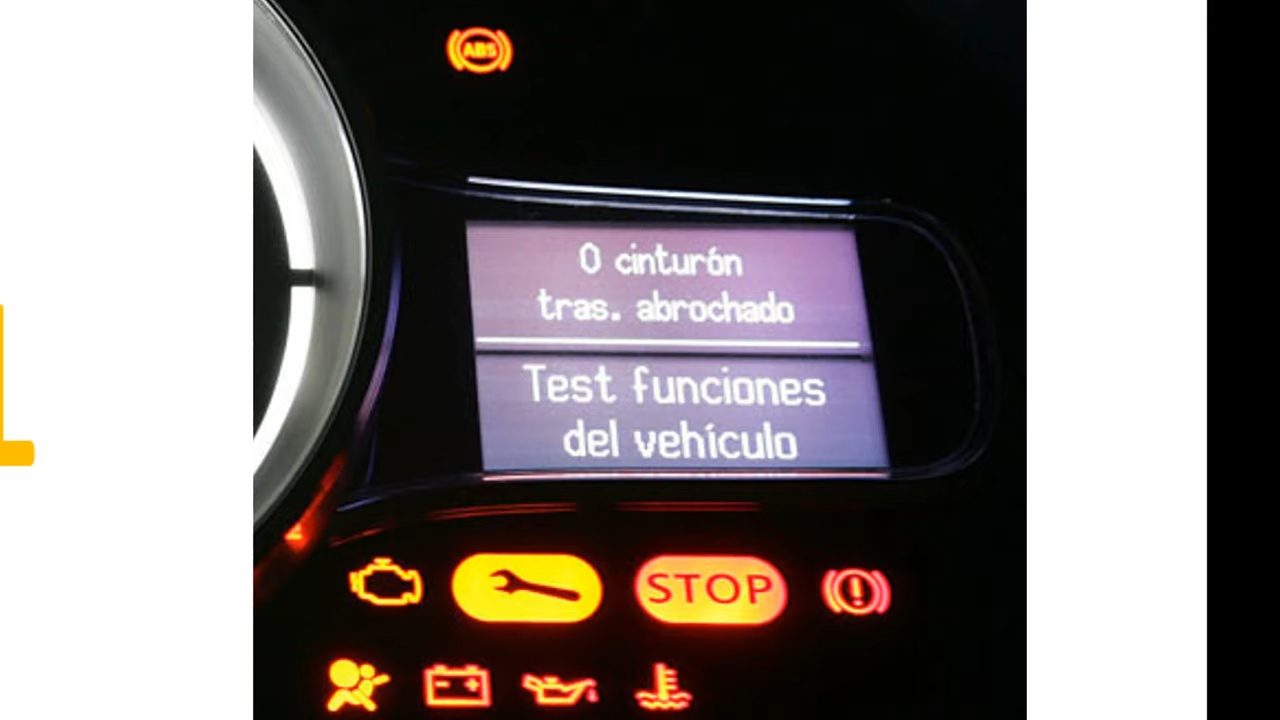 ABS
0 cinturón
tras. abrochado
Test funciones
del vehículo
STOP